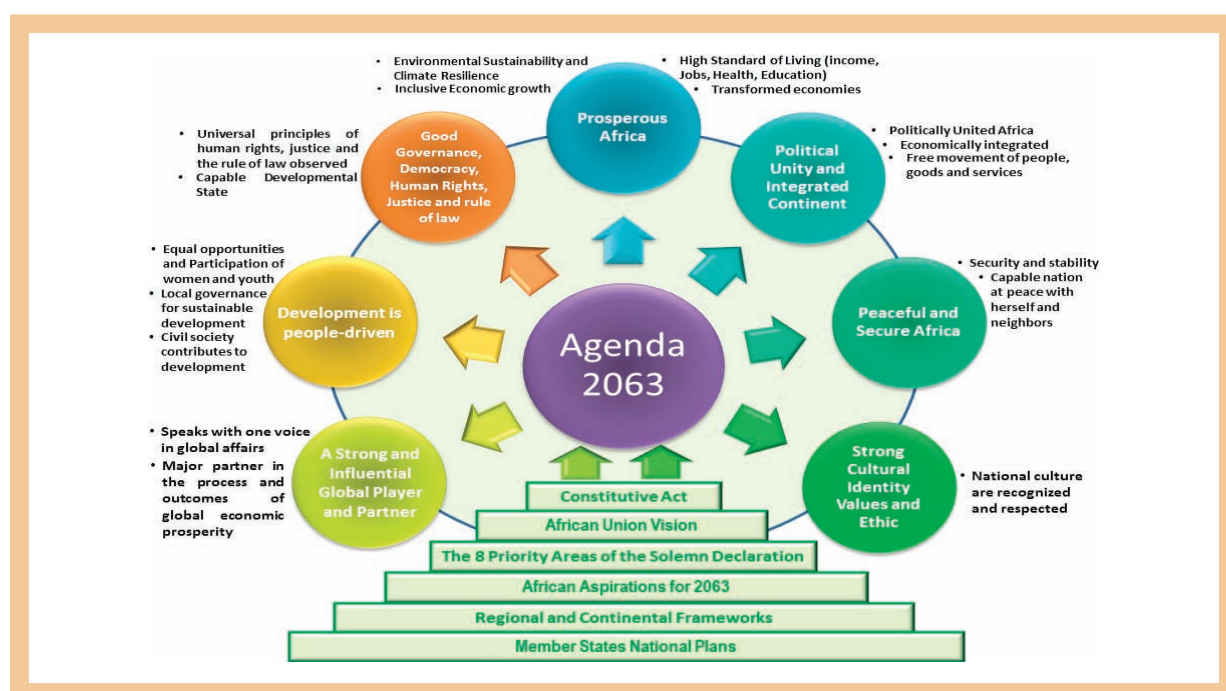 • Environmental Sustainability and
Climate Resilience
• Inclusive Economic growth
• High Standard of Living (income,
Jobs, Health, Education)
• Transformed economies
Prosperous
Africa
• Universal principles of
human rights, justice and
the rule of law observed
• Capable Developmental
State
Good
Governance,
Democracy,
Human Rights,
Justice and rule
of law
Political
Unity and
Integrated
Continent
• Politically United Africa
• Economically integrated
• Free movement of people,
goods and services
• Equal opportunities
and Participation of
women and youth
• Local governance
for sustainable
development
• Civil society
contributes to
development
Development is
people-driven
Agenda
2063
Peaceful and
Secure Africa
• Security and stability
• Capable nation
at peace with
herself and
neighbors
• Speaks with one voice
in global affairs
• Major partner in
the process and
outcomes of
global economic
prosperity
A Strong and
Influential
Global Player
and Partner
Strong
Cultural
Identity
Values and
Ethic
• National culture
are recognized
and respected
Constitutive Act
African Union Vision
The 8 Priority Areas of the Solemn Declaration
African Aspirations for 2063
Regional and Continental Frameworks
Member States National Plans